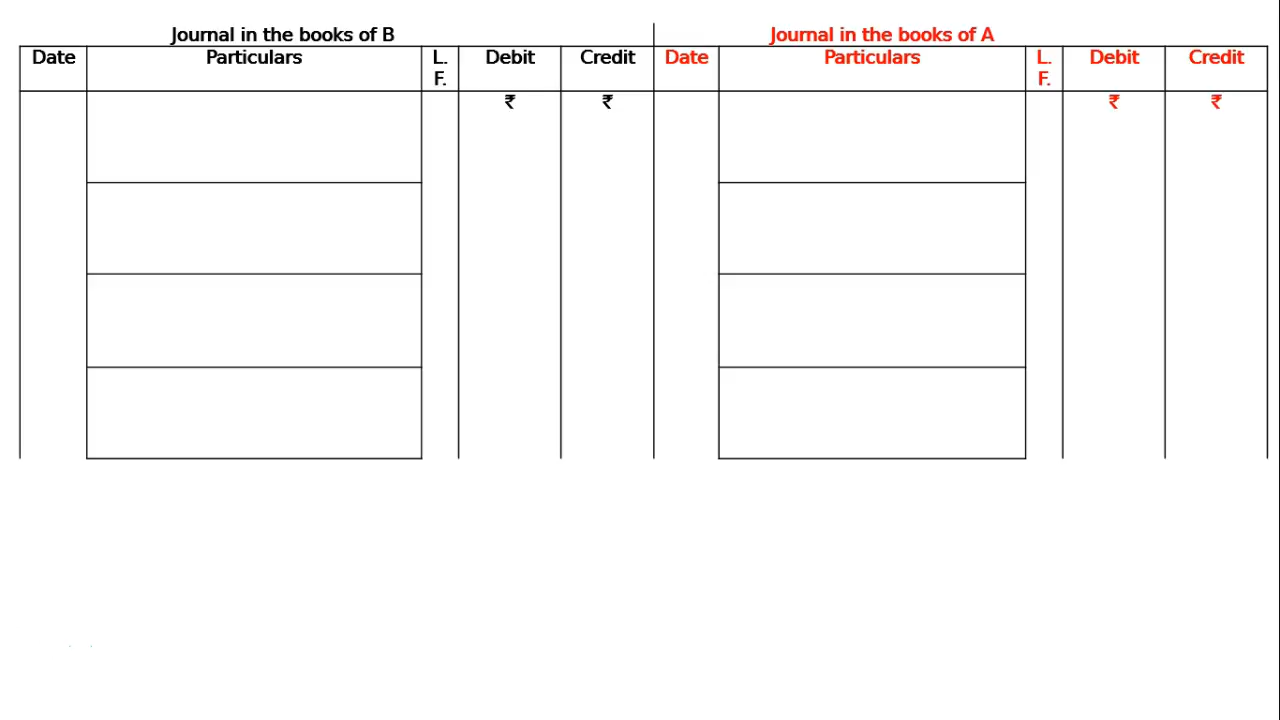 Journal in the books of B Journal in the books of A
Date Particulars L. F. Debit Credit Date Particulars L. F. Debit Credit
₹ ₹ ₹ ₹